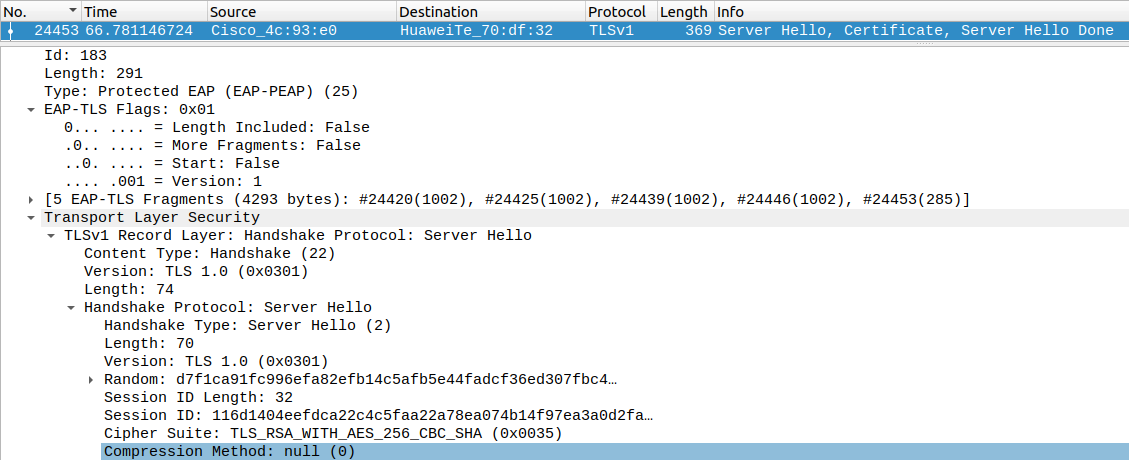 No. Time Source Destination Protocol Length Info
24453 66.781146724 Cisco_4c:93:e0 HuaweiTe_70:df:32 TLSv1 369 Server Hello, Certificate, Server Hello Done
Id: 183
Length: 291
Type: Protected EAP (EAP-PEAP) (25)
EAP-TLS Flags: 0x01
0... .... = Length Included: False
.0.. .... = More Fragments: False
..0. .... = Start: False
.... .001 = Version: 1
[5 EAP-TLS Fragments (4293 bytes): #24420(1002), #24425(1002), #24439(1002), #24446(1002), #24453(285)]
Transport Layer Security
TLSv1 Record Layer: Handshake Protocol: Server Hello
Content Type: Handshake (22)
Version: TLS 1.0 (0x0301)
Length: 74
Handshake Protocol: Server Hello
Handshake Type: Server Hello (2)
Length: 70
Version: TLS 1.0 (0x0301)
Random: d7f1ca91fc996efa82efb14c5afb5e44fadcf36ed307fbc4…
Session ID Length: 32
Session ID: 116d1404eefdca22c4c5faa22a78ea074b14f97ea3a0d2fa…
Cipher Suite: TLS_RSA_WITH_AES_256_CBC_SHA (0x0035)
Compression Method: null (0)